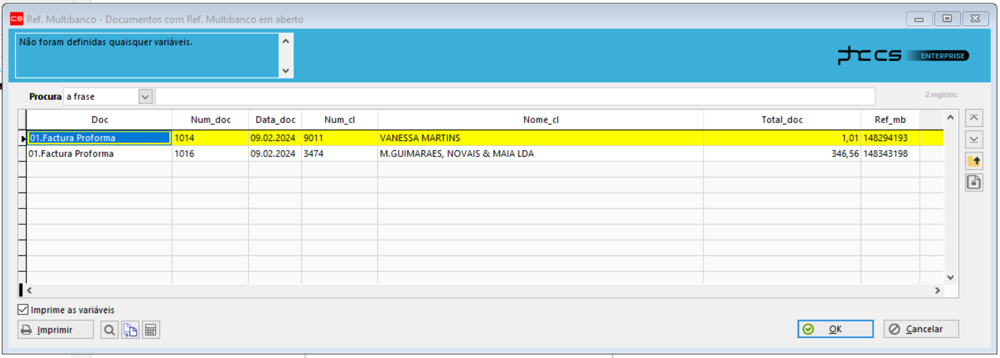 CS Ref. Multibanco - Documentos com Ref. Multibanco em aberto
Não foram definidas quaisquer variáveis.
phc cs ENTERPRISE
Procura a frase
2 registos.
Doc Num_doc Data_doc Num_cl Nome_cl Total_doc Ref_mb
01.Factura Proforma 1014 09.02.2024 9011 VANESSA MARTINS 1,01 148294193
01.Factura Proforma 1016 09.02.2024 3474 M.GUIMARAES, NOVAIS & MAIA LDA 346,56 148343198
Imprime as variáveis
Imprimir OK Cancelar